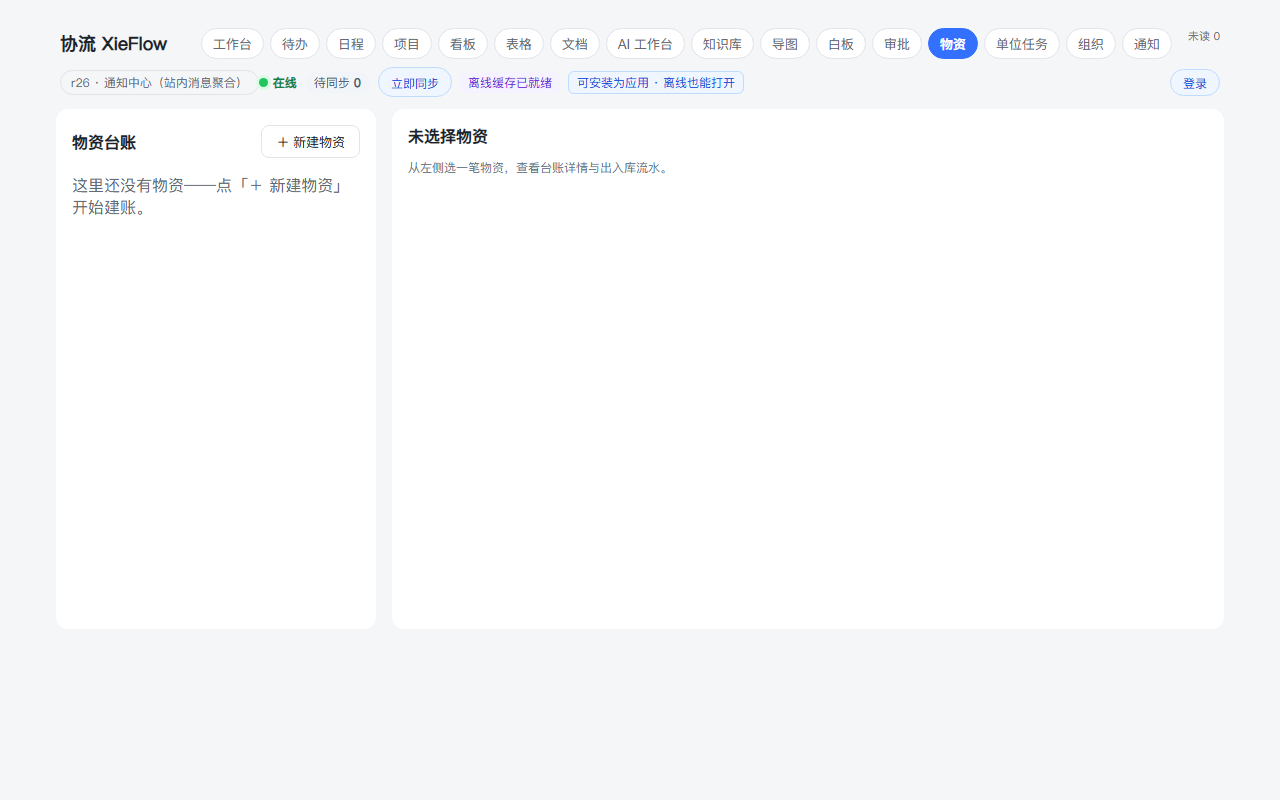 协流 XieFlow
工作台 待办 日程 项目 看板 表格 文档 AI 工作台 知识库 导图 白板 审批 物资 单位任务 组织 通知
未读 0
r26 · 通知中心（站内消息聚合） 在线 待同步 0 立即同步 离线缓存已就绪 可安装为应用 · 离线也能打开 登录
物资台账
＋ 新建物资
这里还没有物资——点「＋ 新建物资」
开始建账。
未选择物资
从左侧选一笔物资，查看台账详情与出入库流水。